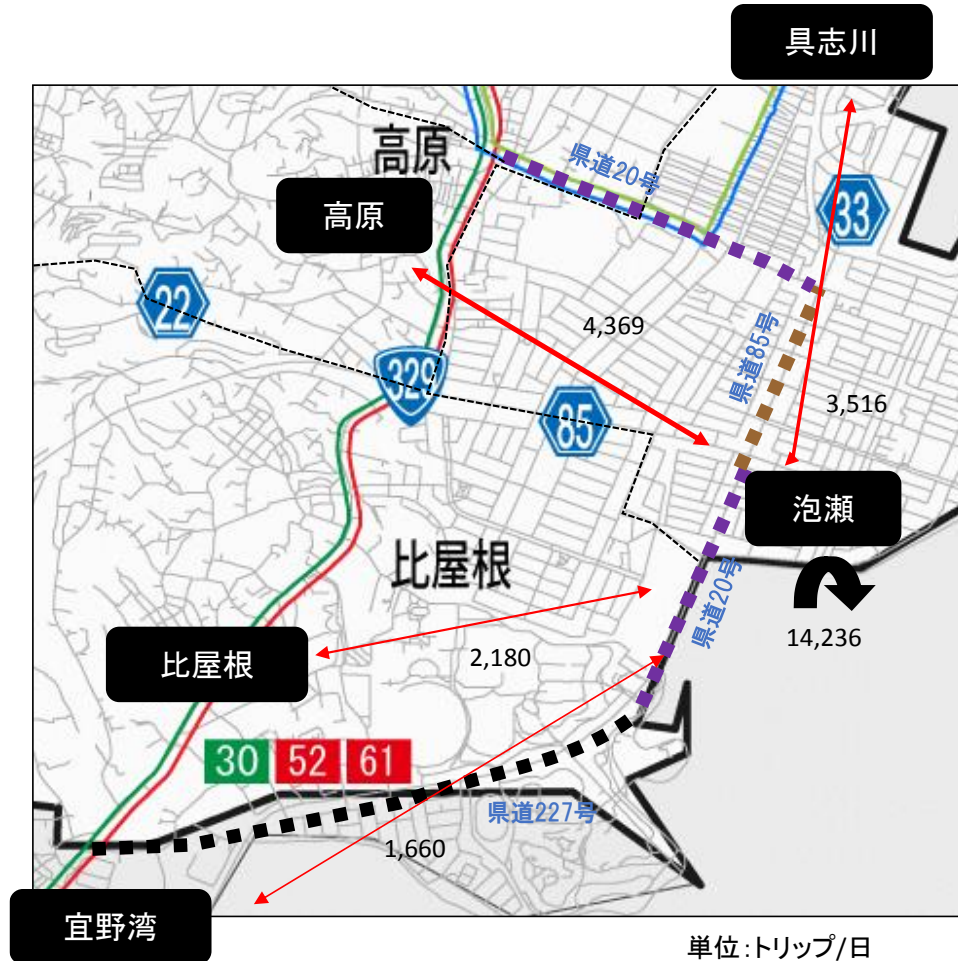 具志川
高原
県道20号
高原
33
22
4,369
県道85号
329
3,516
85
泡瀬
比屋根
県道20号
14,236
比屋根
2,180
30 52 61
県道227号
1,660
宜野湾
単位:トリップ/日